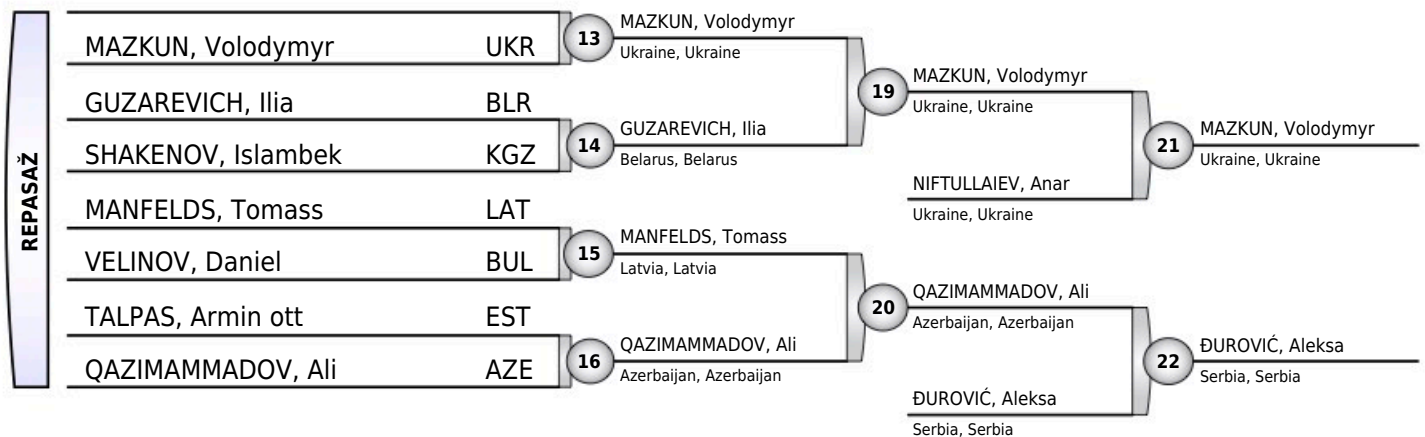 REPASAŽ
MAZKUN, Volodymyr UKR
GUZAREVICH, Ilia BLR
SHAKENOV, Islambek KGZ
MANFELDS, Tomass LAT
VELINOV, Daniel BUL
TALPAS, Armin ott EST
QAZIMAMMADOV, Ali AZE
13
MAZKUN, Volodymyr
Ukraine, Ukraine
14
GUZAREVICH, Ilia
Belarus, Belarus
15
MANFELDS, Tomass
Latvia, Latvia
16
QAZIMAMMADOV, Ali
Azerbaijan, Azerbaijan
19
MAZKUN, Volodymyr
Ukraine, Ukraine
NIFTULLAIEV, Anar
Ukraine, Ukraine
20
QAZIMAMMADOV, Ali
Azerbaijan, Azerbaijan
ĐUROVIĆ, Aleksa
Serbia, Serbia
21
MAZKUN, Volodymyr
Ukraine, Ukraine
22
ĐUROVIĆ, Aleksa
Serbia, Serbia